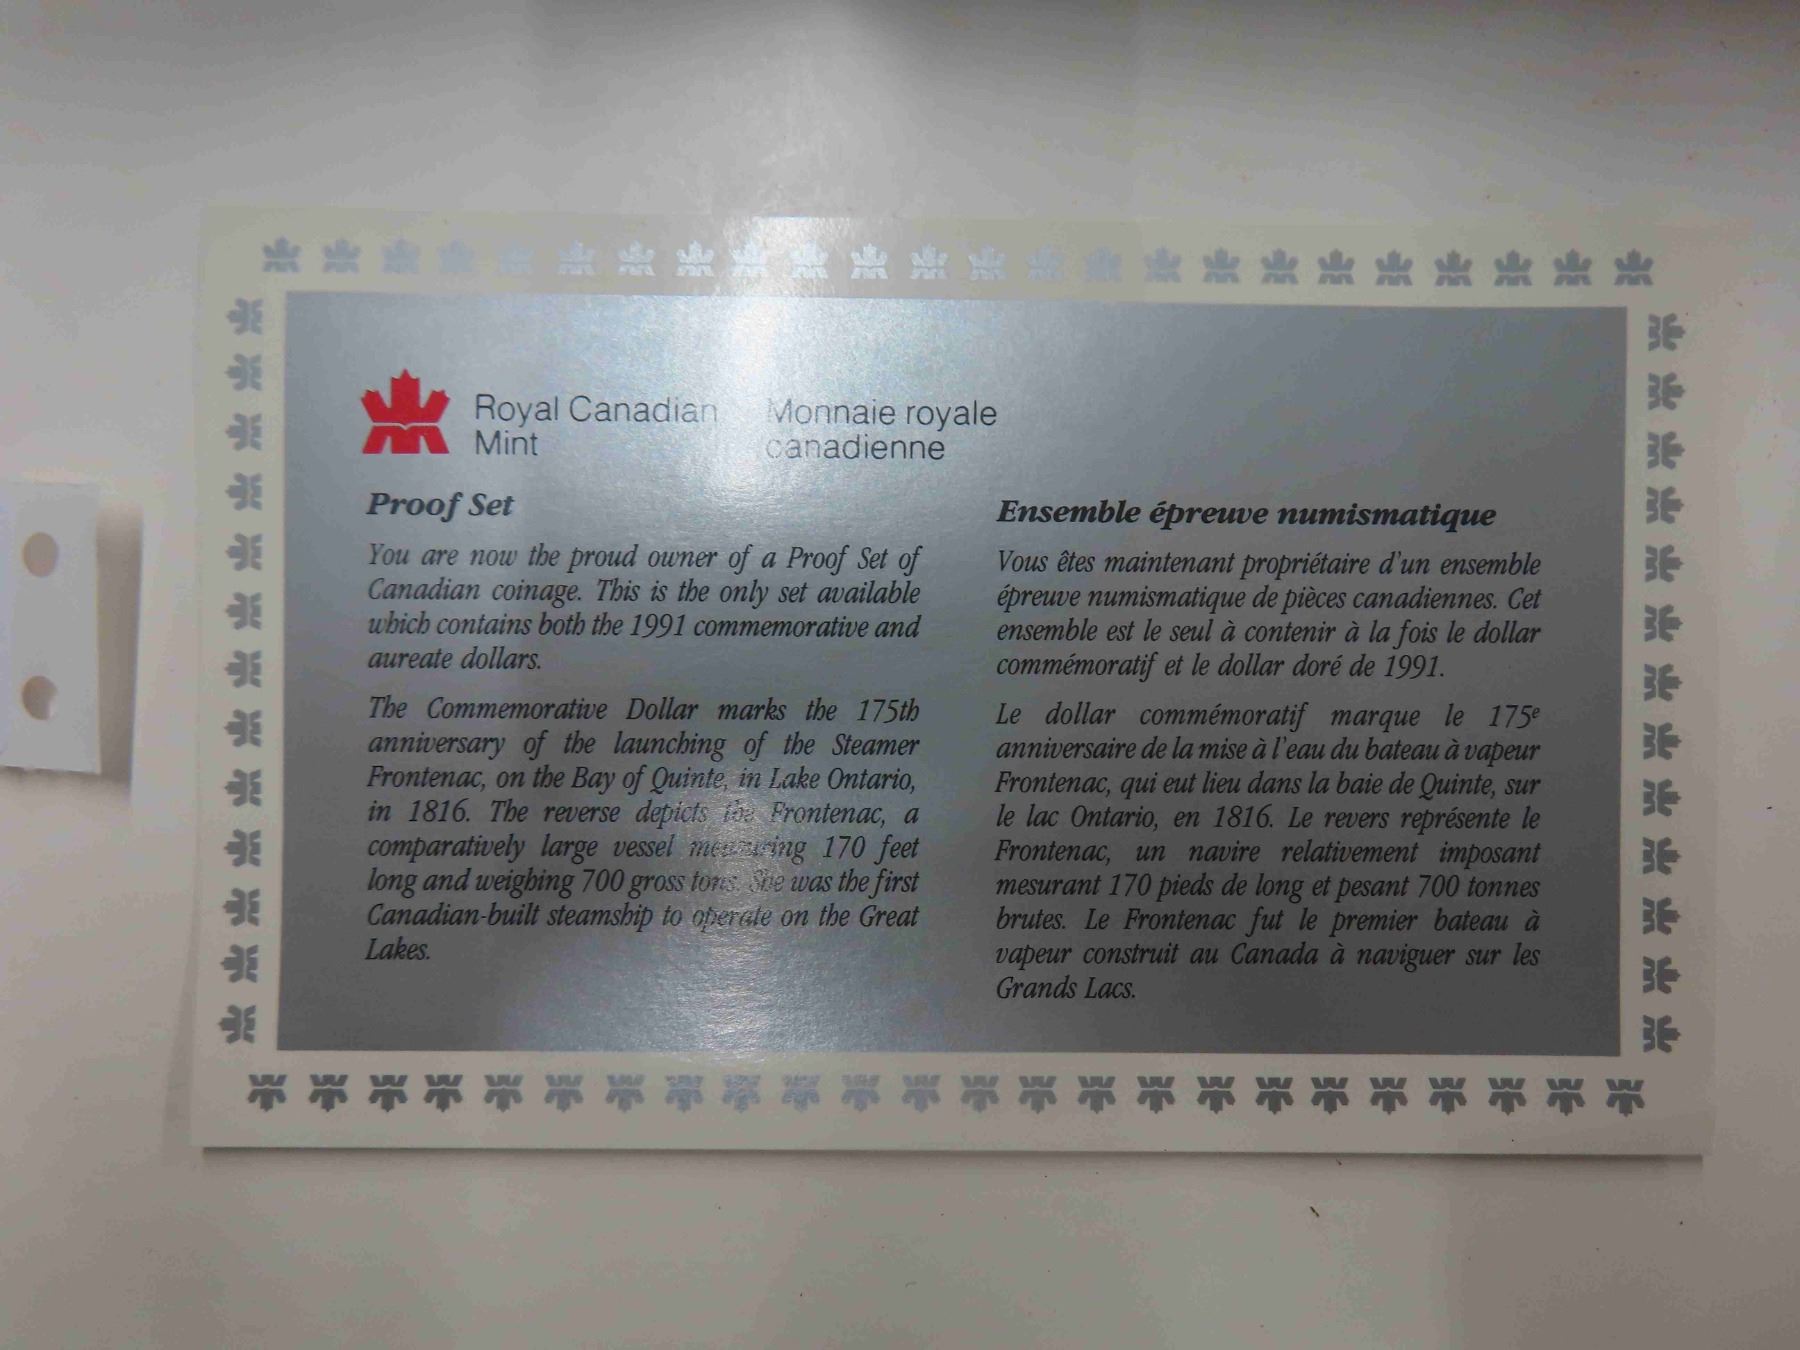 Royal Canadian
Mint
Monnaie royale
canadienne
Proof Set
You are now the proud owner of a Proof Set of
Canadian coinage. This is the only set available
which contains both the 1991 commemorative and
aureate dollars.
The Commemorative Dollar marks the 175th
anniversary of the launching of the Steamer
Frontenac, on the Bay of Quinte, in Lake Ontario,
in 1816. The reverse depicts the Frontenac, a
comparatively large vessel measuring 170 feet
long and weighing 700 gross tons. She was the first
Canadian-built steamship to operate on the Great
Lakes.
Ensemble épreuve numismatique
Vous êtes maintenant propriétaire d'un ensemble
épreuve numismatique de pièces canadiennes. Cet
ensemble est le seul à contenir à la fois le dollar
commémoratif et le dollar doré de 1991.
Le dollar commémoratif marque le 175e
anniversaire de la mise à l'eau du bateau à vapeur
Frontenac, qui eut lieu dans la baie de Quinte, sur
le lac Ontario, en 1816. Le revers représente le
Frontenac, un navire relativement imposant
mesurant 170 pieds de long et pesant 700 tonnes
brutes. Le Frontenac fut le premier bateau à
vapeur construit au Canada à naviguer sur les
Grands Lacs.